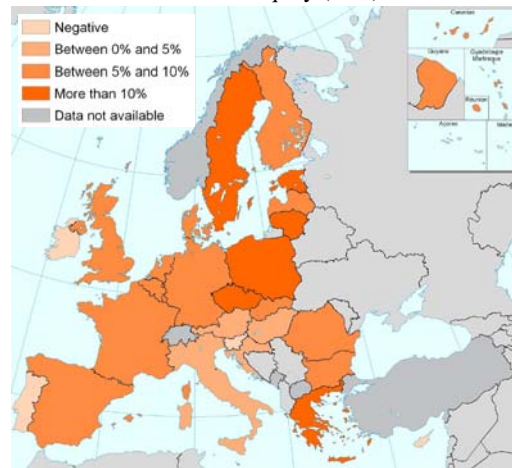 Negative
Between 0% and 5%
Between 5% and 10%
More than 10%
Data not available
Canarias
Guyane
Guadeloupe
Martinique
Réunion